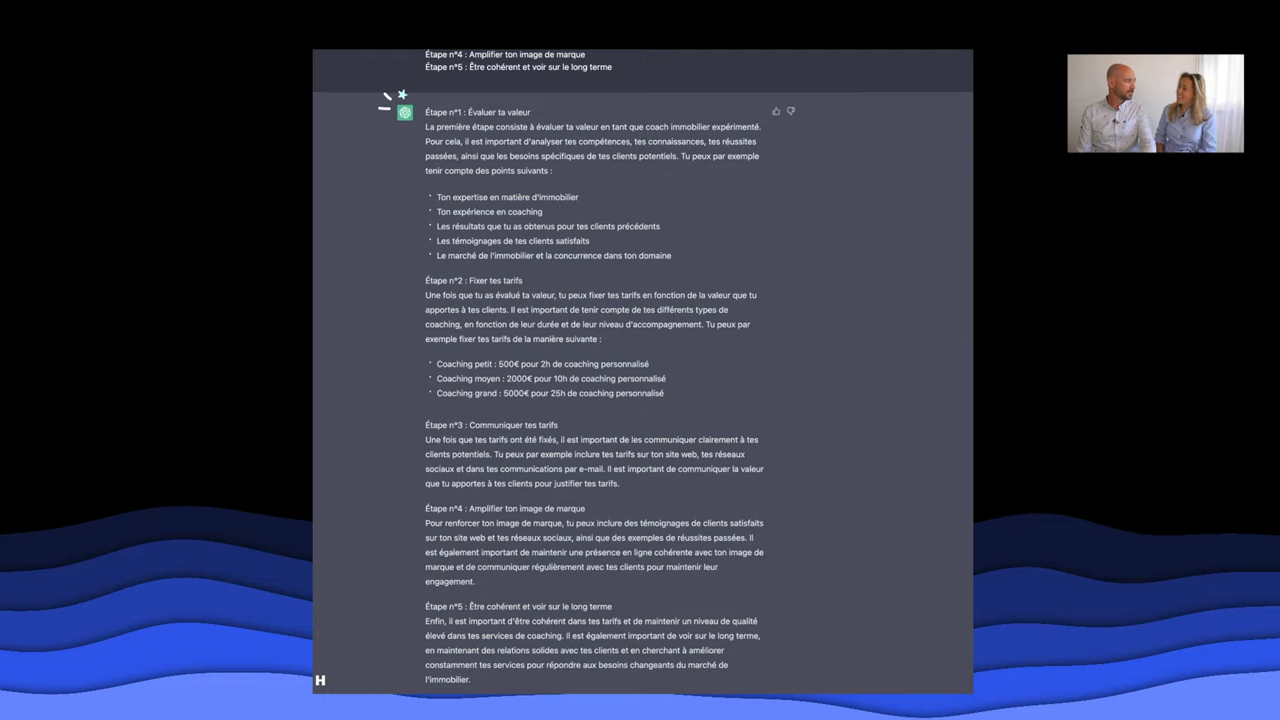 Étape n°4 : Amplifier ton image de marque
Étape n°5 : Être cohérent et voir sur le long terme
Étape n°1 : Évaluer ta valeur
La première étape consiste à évaluer ta valeur en tant que coach immobilier expérimenté.
Pour cela, il est important d'analyser tes compétences, tes connaissances, tes réussites
passées, ainsi que les besoins spécifiques de tes clients potentiels. Tu peux par exemple
tenir compte des points suivants :
• Ton expertise en matière d'immobilier
• Ton expérience en coaching
• Les résultats que tu as obtenus pour tes clients précédents
• Les témoignages de tes clients satisfaits
• Le marché de l'immobilier et la concurrence dans ton domaine
Étape n°2 : Fixer tes tarifs
Une fois que tu as évalué ta valeur, tu peux fixer tes tarifs en fonction de la valeur que tu
apportes à tes clients. Il est important de tenir compte de tes différents types de
coaching, en fonction de leur durée et de leur niveau d'accompagnement. Tu peux par
exemple fixer tes tarifs de la manière suivante :
• Coaching petit : 500€ pour 2h de coaching personnalisé
• Coaching moyen : 2000€ pour 10h de coaching personnalisé
• Coaching grand : 5000€ pour 25h de coaching personnalisé
Étape n°3 : Communiquer tes tarifs
Une fois que tes tarifs ont été fixés, il est important de les communiquer clairement à tes
clients potentiels. Tu peux par exemple inclure tes tarifs sur ton site web, tes réseaux
sociaux et dans tes communications par e-mail. Il est important de communiquer la valeur
que tu apportes à tes clients pour justifier tes tarifs.
Étape n°4 : Amplifier ton image de marque
Pour renforcer ton image de marque, tu peux inclure des témoignages de clients satisfaits
sur ton site web et tes réseaux sociaux, ainsi que des exemples de réussites passées. Il
est également important de maintenir une présence en ligne cohérente avec ton image de
marque et de communiquer régulièrement avec tes clients pour maintenir leur
engagement.
Étape n°5 : Être cohérent et voir sur le long terme
Enfin, il est important d'être cohérent dans tes tarifs et de maintenir un niveau de qualité
élevé dans tes services de coaching. Il est également important de voir sur le long terme,
en maintenant des relations solides avec tes clients et en cherchant à améliorer
constamment tes services pour répondre aux besoins changeants du marché de
l'immobilier.
H